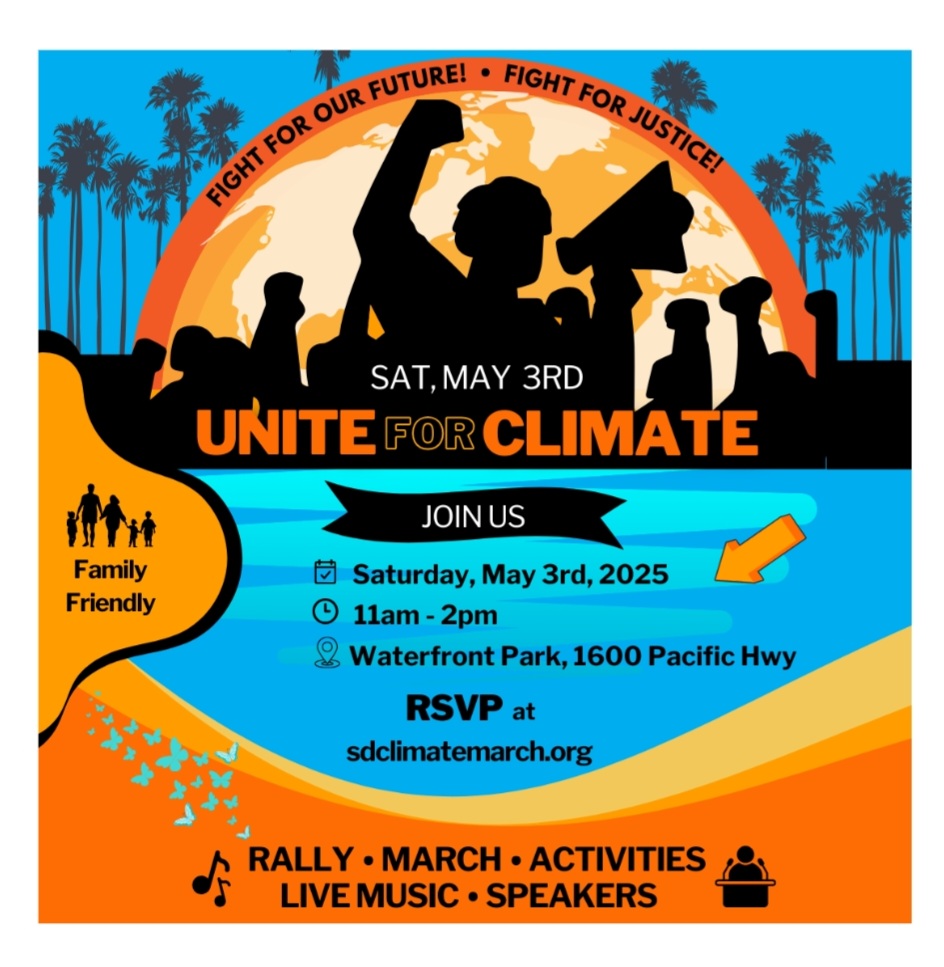 FIGHT FOR OUR FUTURE! • FIGHT FOR JUSTICE!
SAT, MAY 3RD
UNITE FOR CLIMATE
JOIN US
Family
Friendly
Saturday, May 3rd, 2025
11am - 2pm
Waterfront Park, 1600 Pacific Hwy
RSVP at
sdclimatemarch.org
RALLY • MARCH • ACTIVITIES
LIVE MUSIC • SPEAKERS